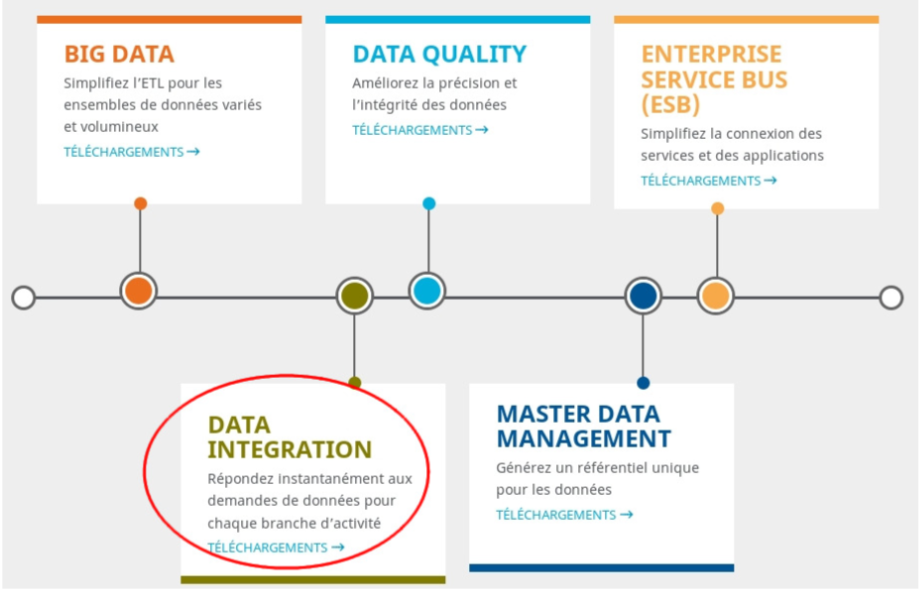 BIG DATA
Simplifiez l'ETL pour les
ensembles de données variés
et volumineux
TÉLÉCHARGEMENTS →
DATA QUALITY
Améliorez la précision et
l'intégrité des données
TÉLÉCHARGEMENTS →
ENTERPRISE
SERVICE BUS
(ESB)
Simplifiez la connexion des
services et des applications
TÉLÉCHARGEMENTS →
DATA
INTEGRATION
Répondez instantanément aux
demandes de données pour
chaque branche d'activité
TÉLÉCHARGEMENTS →
MASTER DATA
MANAGEMENT
Générez un référentiel unique
pour les données
TÉLÉCHARGEMENTS →